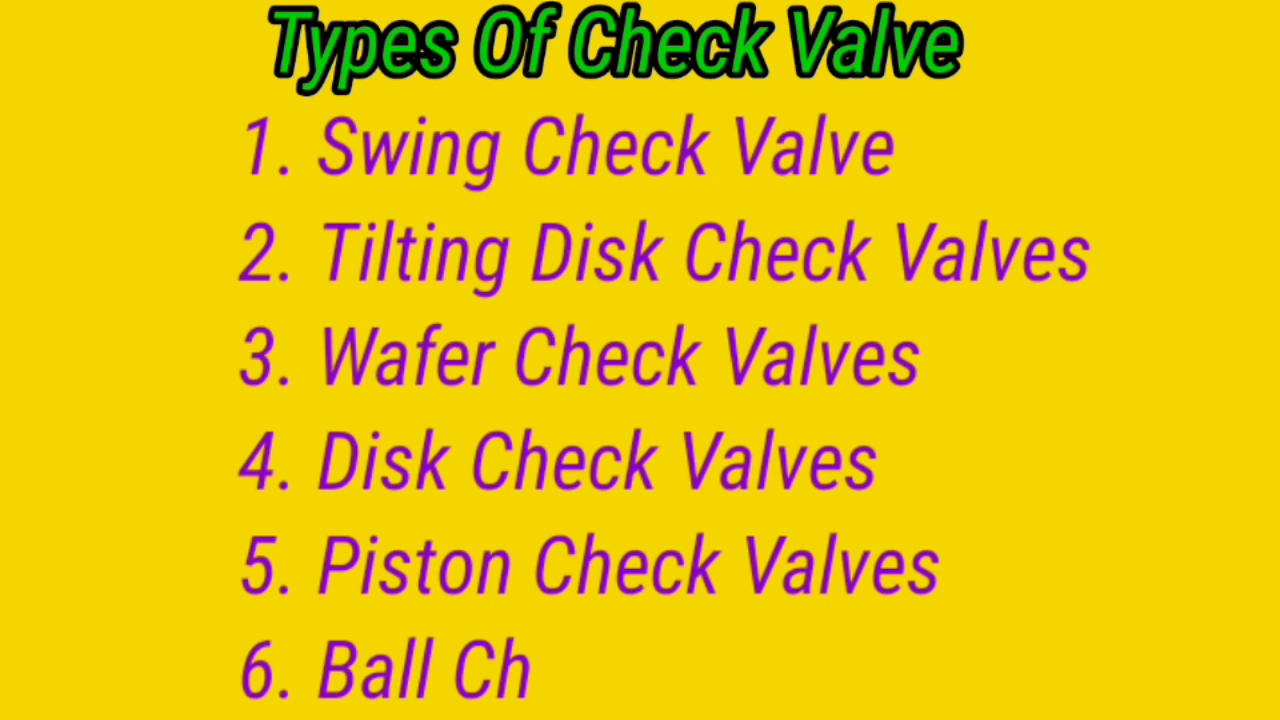 Types Of Check Valve
1. Swing Check Valve
2. Tilting Disk Check Valves
3. Wafer Check Valves
4. Disk Check Valves
5. Piston Check Valves
6. Ball Ch